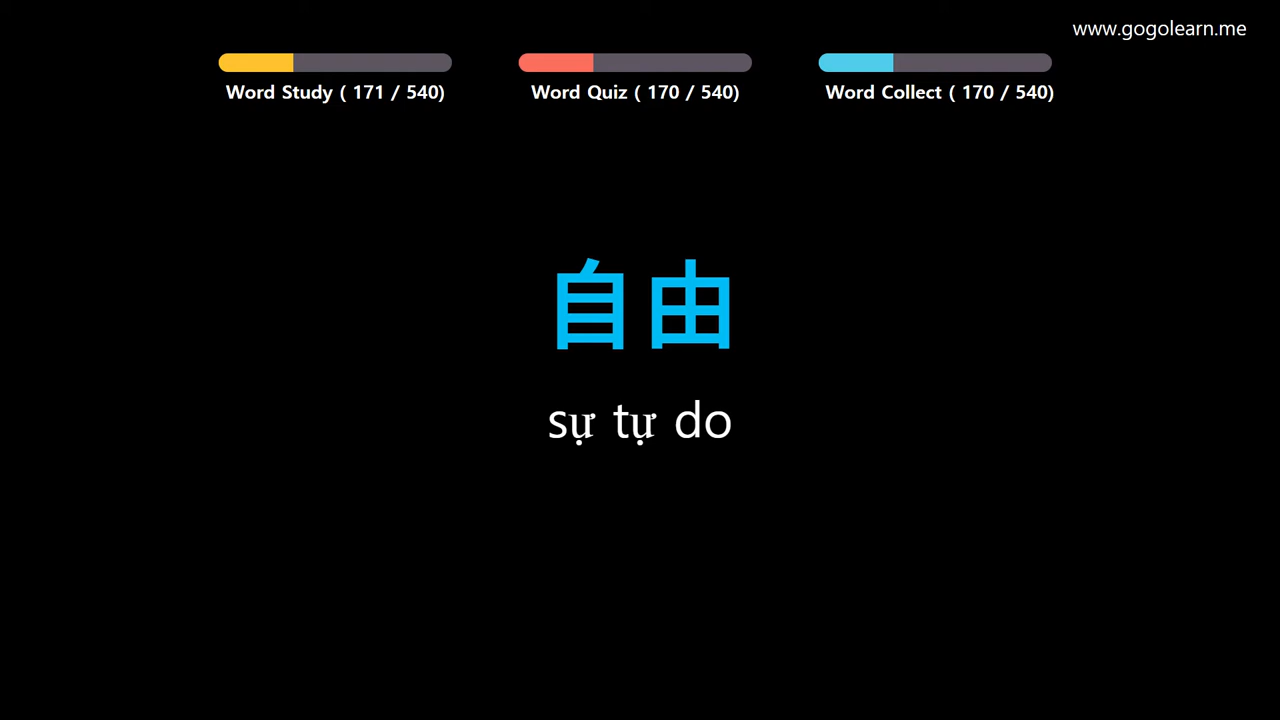 www.gogolearn.me
Word Study ( 171 / 540)
Word Quiz ( 170 / 540)
Word Collect ( 170 / 540)
自由
sự tự do